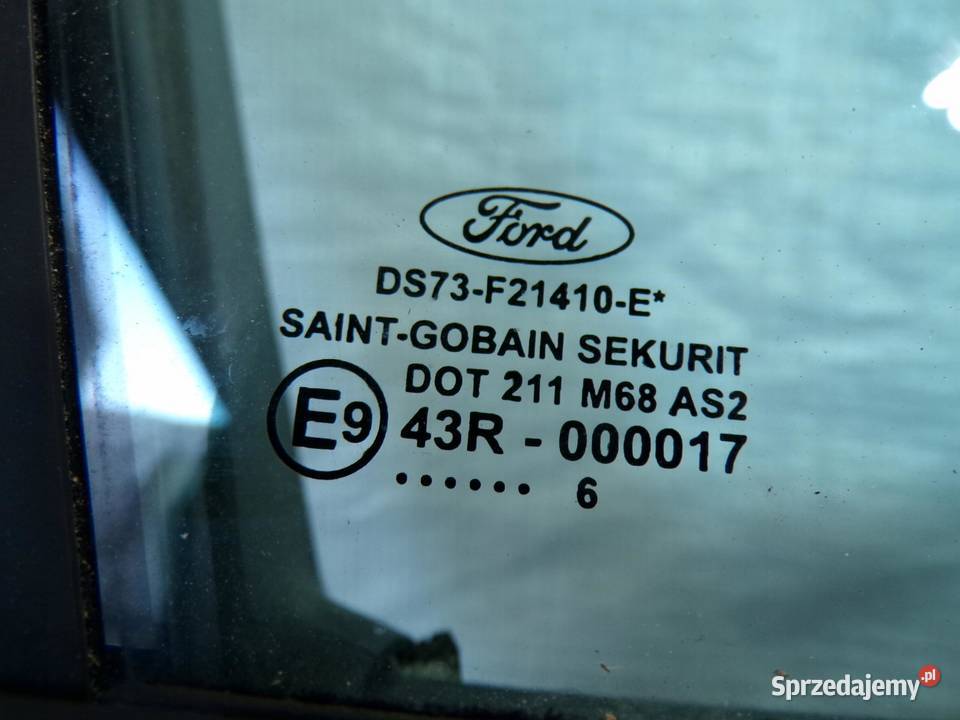 Ford
DS73-F21410-E*
SAINT-GOBAIN SEKURIT
DOT 211 M68 AS2
E9 43R - 000017
...... 6
Sprzedajemy.pl